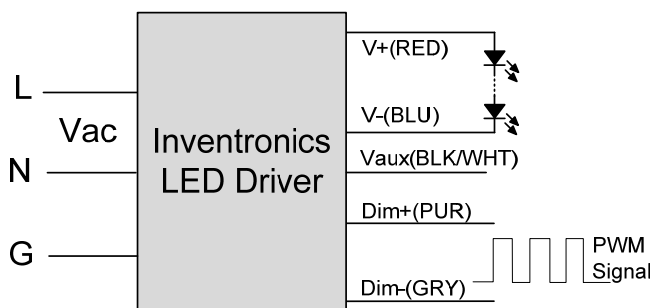 L
Vac
N
G
Inventronics
LED Driver
V+(RED)
V-(BLU)
Vaux(BLK/WHT)
Dim+(PUR)
Dim-(GRY)
PWM
Signal